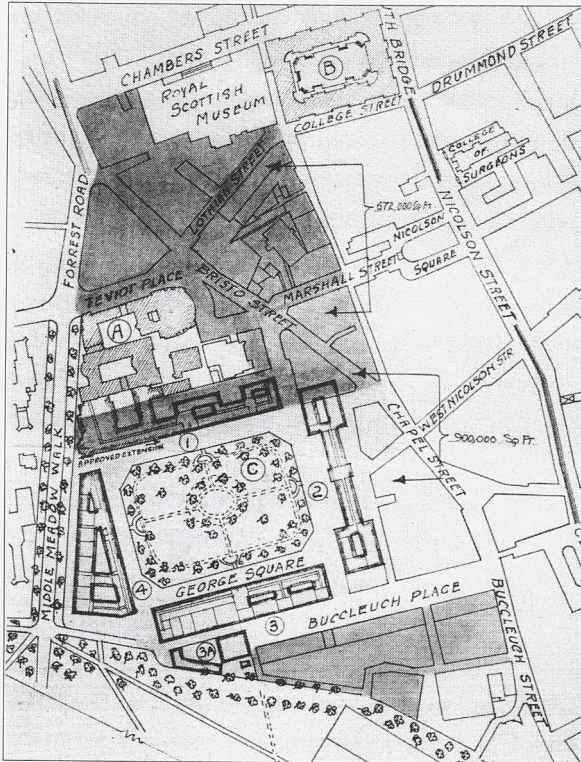 CHAMBERS STREET
ROYAL
SCOTTISH
MUSEUM
B
TH BRIDGE
DRUMMOND STREET
COLLEGE STREET
COLLEGE
OF
SURGEONS
FORREST ROAD
LOTHIAN STREET
572,000 Sq Ft
NICOLSON
SQUARE
NICOLSON STREET
MARSHALL STREET
BRISTO STREET
TEVIOT PLACE
A
WEST NICOLSON STR
CHAPEL STREET
900,000 Sq Ft
1
APPROVED EXTENSION
MIDDLE MEADOW WALK
C
2
4
GEORGE SQUARE
3
BUCCLEUCH PLACE
3A
BUCCLEUCH STREET